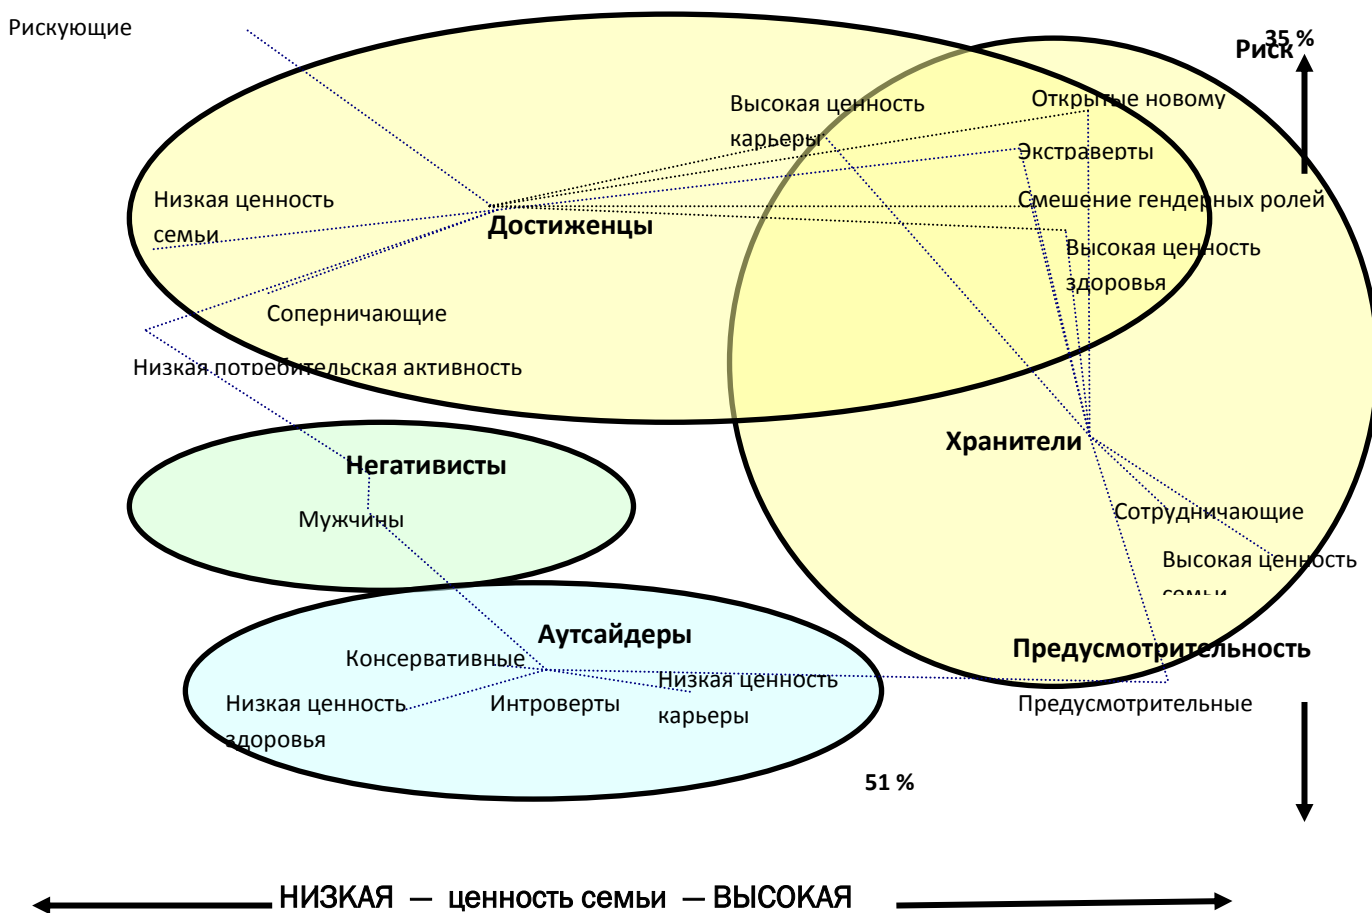 Рискующие
35 %
Риск
Высокая ценность
карьеры
Открытые новому
Экстраверты
Низкая ценность
семьи
Смешение гендерных ролей
Достиженцы
Высокая ценность
здоровья
Соперничающие
Низкая потребительская активность
Хранители
Негативисты
Мужчины
Сотрудничающие
Высокая ценность
семьи
Аутсайдеры
Предусмотрительность
Консервативные
Низкая ценность
карьеры
Низкая ценность
здоровья
Интроверты
Предусмотрительные
51 %
НИЗКАЯ — ценность семьи — ВЫСОКАЯ